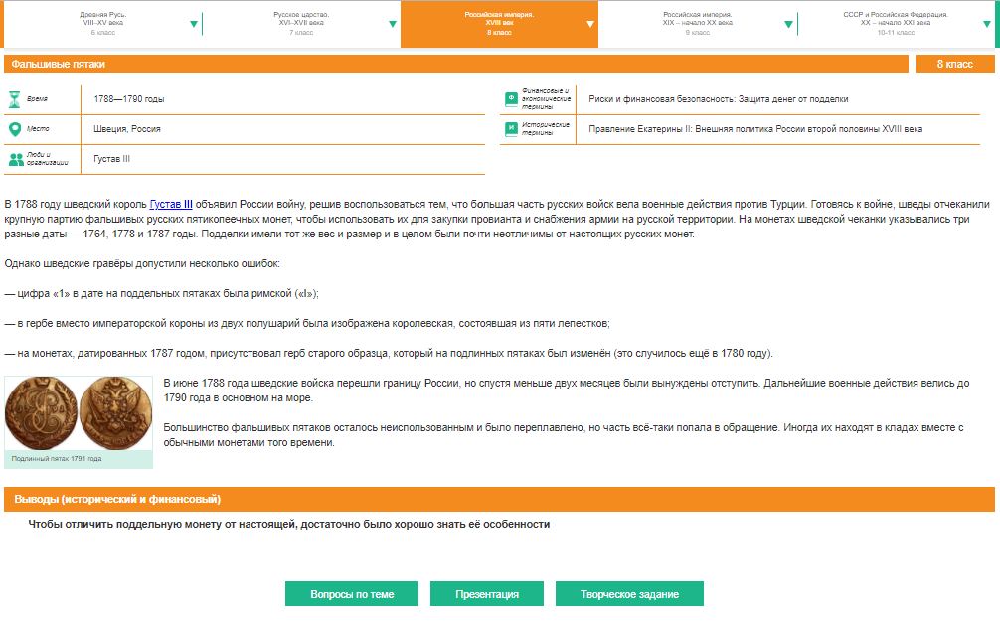 Древняя Русь.
VIII–XV века
6 класс
Русское царство.
XVI–XVII века
7 класс
Российская империя.
XVIII век
8 класс
Российская империя.
XIX – начало XX века
9 класс
СССР и Российская Федерация.
XX – начало XXI века
10-11 класс
Фальшивые пятаки
8 класс
Время
1788—1790 годы
Место
Швеция, Россия
Люди и
организации
Густав III
Финансовые и
экономические
термины
Риски и финансовая безопасность: Защита денег от подделки
Исторические
термины
Правление Екатерины II: Внешняя политика России второй половины XVIII века
В 1788 году шведский король Густав III объявил России войну, решив воспользоваться тем, что большая часть русских войск вела военные действия против Турции. Готовясь к войне, шведы отчеканили
крупную партию фальшивых русских пятикопеечных монет, чтобы использовать их для закупки провианта и снабжения армии на русской территории. На монетах шведской чеканки указывались три
разные даты — 1764, 1778 и 1787 годы. Подделки имели тот же вес и размер и в целом были почти неотличимы от настоящих русских монет.
Однако шведские гравёры допустили несколько ошибок:
— цифра «1» в дате на поддельных пятаках была римской («I»);
— в гербе вместо императорской короны из двух полушарий была изображена королевская, состоявшая из пяти лепестков;
— на монетах, датированных 1787 годом, присутствовал герб старого образца, который на подлинных пятаках был изменён (это случилось ещё в 1780 году).
В июне 1788 года шведские войска перешли границу России, но спустя меньше двух месяцев были вынуждены отступить. Дальнейшие военные действия велись до
1790 года в основном на море.
Большинство фальшивых пятаков осталось неиспользованным и было переплавлено, но часть всё-таки попала в обращение. Иногда их находят в кладах вместе с
обычными монетами того времени.
Подлинный пятак 1791 года
Выводы (исторический и финансовый)
Чтобы отличить поддельную монету от настоящей, достаточно было хорошо знать её особенности
Вопросы по теме
Презентация
Творческое задание